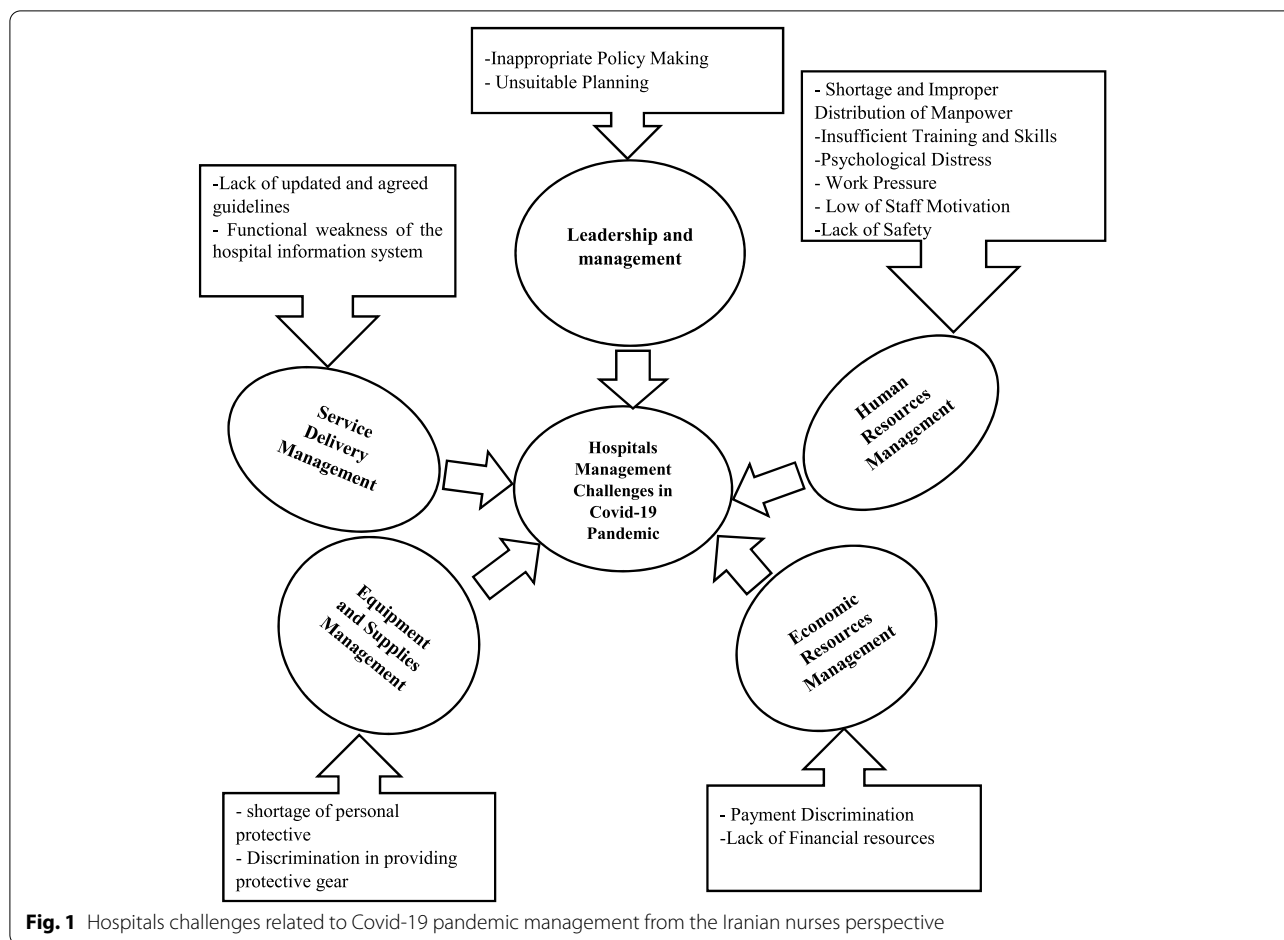 -Inappropriate Policy Making
- Unsuitable Planning
- Shortage and Improper
Distribution of Manpower
-Insufficient Training and Skills
-Psychological Distress
- Work Pressure
- Low of Staff Motivation
-Lack of Safety
-Lack of updated and agreed
guidelines
- Functional weakness of the
hospital information system
Leadership and
management
Service
Delivery
Management
Human
Resources
Management
Hospitals
Management
Challenges in
Covid-19
Pandemic
Equipment
and Supplies
Management
Economic
Resources
Management
- shortage of personal
protective
- Discrimination in providing
protective gear
- Payment Discrimination
-Lack of Financial resources
Fig. 1 Hospitals challenges related to Covid-19 pandemic management from the Iranian nurses perspective